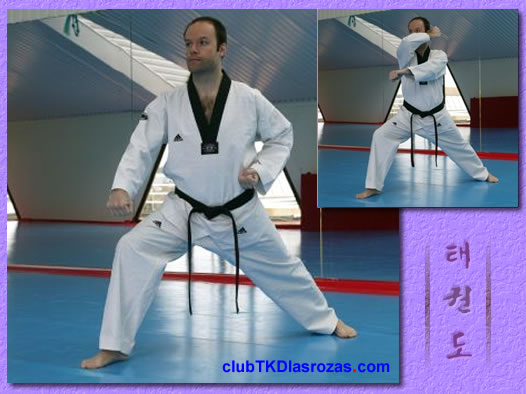 태
권
도
clubTKDlasrozas.com